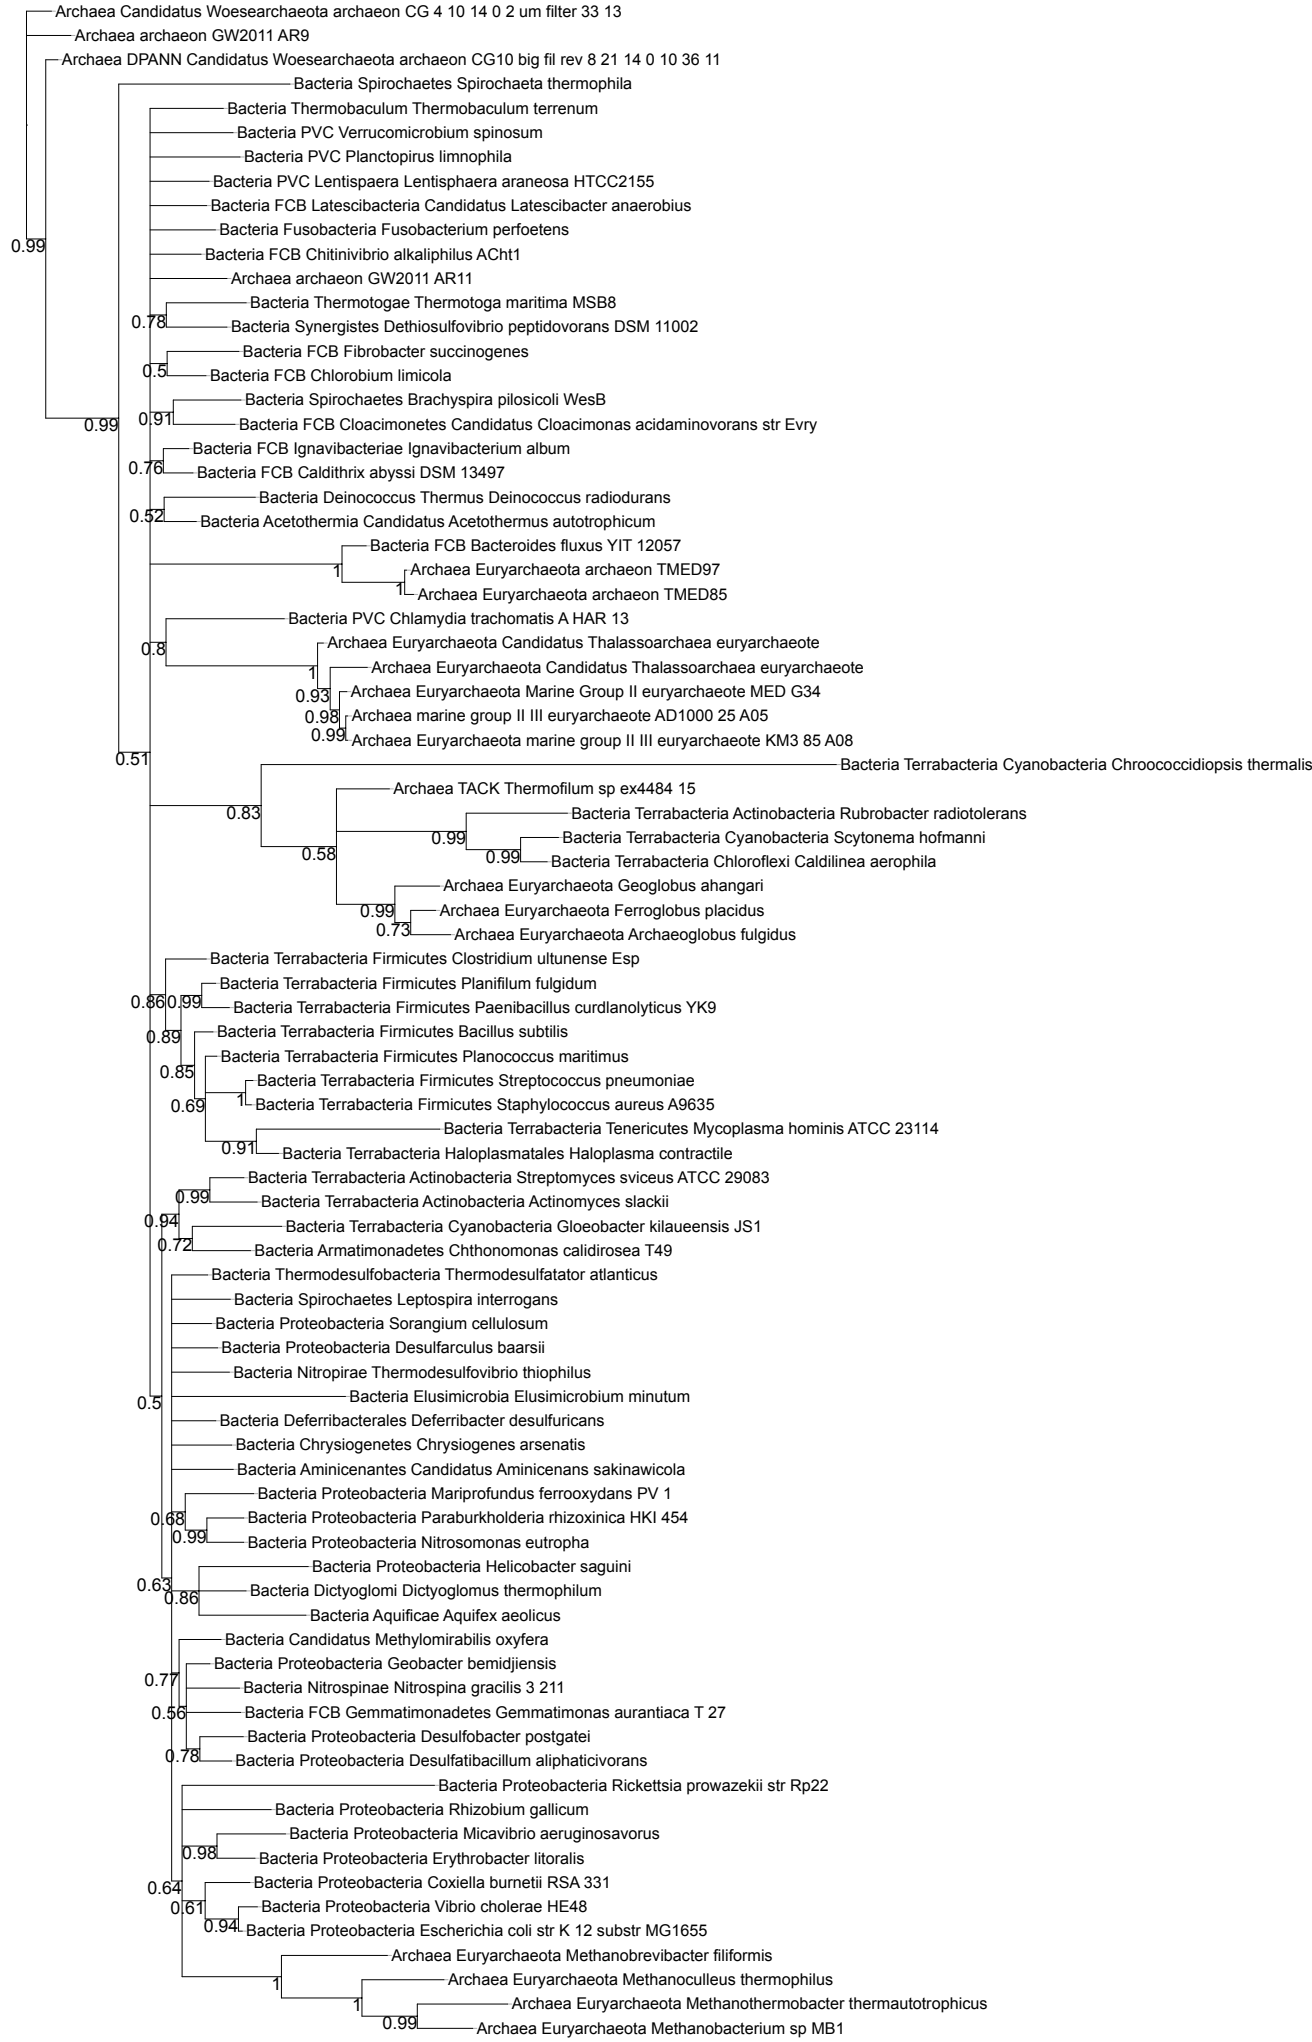 Archaea Candidatus Woesearchaeota archaeon CG 4 10 14 0 2 um filter 33 13
Archaea archaeon GW2011 AR9
Archaea DPANN Candidatus Woesearchaeota archaeon CG10 big fil rev 8 21 14 0 10 36 11
Bacteria Spirochaetes Spirochaeta thermophila
Bacteria Thermobaculum Thermobaculum terrenum
Bacteria PVC Verrucomicrobium spinosum
Bacteria PVC Planctopirus limnophila
Bacteria PVC Lentispaera Lentisphaera araneosa HTCC2155
Bacteria FCB Latescibacteria Candidatus Latescibacter anaerobius
Bacteria Fusobacteria Fusobacterium perfoetens
0.99
Bacteria FCB Chitinivibrio alkaliphilus ACht1
Archaea archaeon GW2011 AR11
Bacteria Thermotogae Thermotoga maritima MSB8
0.78
Bacteria Synergistes Dethiosulfovibrio peptidovorans DSM 11002
Bacteria FCB Fibrobacter succinogenes
0.5
Bacteria FCB Chlorobium limicola
Bacteria Spirochaetes Brachyspira pilosicoli WesB
0.91
0.99
Bacteria FCB Cloacimonetes Candidatus Cloacimonas acidaminovorans str Evry
Bacteria FCB Ignavibacteriae Ignavibacterium album
0.76
Bacteria FCB Caldithrix abyssi DSM 13497
Bacteria Deinococcus Thermus Deinococcus radiodurans
0.52
Bacteria Acetothermia Candidatus Acetothermus autotrophicum
Bacteria FCB Bacteroides fluxus YIT 12057
1
Archaea Euryarchaeota archaeon TMED97
1
Archaea Euryarchaeota archaeon TMED85
Bacteria PVC Chlamydia trachomatis A HAR 13
0.8
Archaea Euryarchaeota Candidatus Thalassoarchaea euryarchaeote
1
Archaea Euryarchaeota Candidatus Thalassoarchaea euryarchaeote
0.93
Archaea Euryarchaeota Marine Group II euryarchaeote MED G34
0.98
Archaea marine group II III euryarchaeote AD1000 25 A05
0.99
Archaea Euryarchaeota marine group II III euryarchaeote KM3 85 A08
0.51
Bacteria Terrabacteria Cyanobacteria Chroococcidiopsis thermalis
Archaea TACK Thermofilum sp ex4484 15
0.83
Bacteria Terrabacteria Actinobacteria Rubrobacter radiotolerans
0.99
Bacteria Terrabacteria Cyanobacteria Scytonema hofmanni
0.58
0.99
Bacteria Terrabacteria Chloroflexi Caldilinea aerophila
Archaea Euryarchaeota Geoglobus ahangari
0.99
Archaea Euryarchaeota Ferroglobus placidus
0.73
Archaea Euryarchaeota Archaeoglobus fulgidus
Bacteria Terrabacteria Firmicutes Clostridium ultunense Esp
Bacteria Terrabacteria Firmicutes Planifilum fulgidum
0.86
0.99
Bacteria Terrabacteria Firmicutes Paenibacillus curdlanolyticus YK9
0.89
Bacteria Terrabacteria Firmicutes Bacillus subtilis
Bacteria Terrabacteria Firmicutes Planococcus maritimus
0.85
Bacteria Terrabacteria Firmicutes Streptococcus pneumoniae
0.69
1
Bacteria Terrabacteria Firmicutes Staphylococcus aureus A9635
Bacteria Terrabacteria Tenericutes Mycoplasma hominis ATCC 23114
0.91
Bacteria Terrabacteria Haloplasmatales Haloplasma contractile
Bacteria Terrabacteria Actinobacteria Streptomyces sviceus ATCC 29083
0.99
Bacteria Terrabacteria Actinobacteria Actinomyces slackii
0.94
Bacteria Terrabacteria Cyanobacteria Gloeobacter kilaueensis JS1
0.72
Bacteria Armatimonadetes Chthonomonas calidirosea T49
Bacteria Thermodesulfobacteria Thermodesulfatator atlanticus
Bacteria Spirochaetes Leptospira interrogans
Bacteria Proteobacteria Sorangium cellulosum
Bacteria Proteobacteria Desulfarculus baarsii
Bacteria Nitropirae Thermodesulfovibrio thiophilus
0.5
Bacteria Elusimicrobia Elusimicrobium minutum
Bacteria Deferribacterales Deferribacter desulfuricans
Bacteria Chrysiogenetes Chrysiogenes arsenatis
Bacteria Aminicenantes Candidatus Aminicenans sakinawicola
Bacteria Proteobacteria Mariprofundus ferrooxydans PV 1
0.68
Bacteria Proteobacteria Paraburkholderia rhizoxinica HKI 454
0.99
Bacteria Proteobacteria Nitrosomonas eutropha
Bacteria Proteobacteria Helicobacter saguini
0.63
Bacteria Dictyoglomi Dictyoglomus thermophilum
0.86
Bacteria Aquificae Aquifex aeolicus
Bacteria Candidatus Methylomirabilis oxyfera
Bacteria Proteobacteria Geobacter bemidjiensis
0.77
Bacteria Nitrospinae Nitrospina gracilis 3 211
0.56
Bacteria FCB Gemmatimonadetes Gemmatimonas aurantiaca T 27
Bacteria Proteobacteria Desulfobacter postgatei
0.78
Bacteria Proteobacteria Desulfatibacillum aliphaticivorans
Bacteria Proteobacteria Rickettsia prowazekii str Rp22
Bacteria Proteobacteria Rhizobium gallicum
Bacteria Proteobacteria Micavibrio aeruginosavorus
0.98
Bacteria Proteobacteria Erythrobacter litoralis
0.64
Bacteria Proteobacteria Coxiella burnetii RSA 331
0.61
Bacteria Proteobacteria Vibrio cholerae HE48
0.94
Bacteria Proteobacteria Escherichia coli str K 12 substr MG1655
Archaea Euryarchaeota Methanobrevibacter filiformis
1
Archaea Euryarchaeota Methanoculleus thermophilus
1
Archaea Euryarchaeota Methanothermobacter thermautotrophicus
0.99
Archaea Euryarchaeota Methanobacterium sp MB1